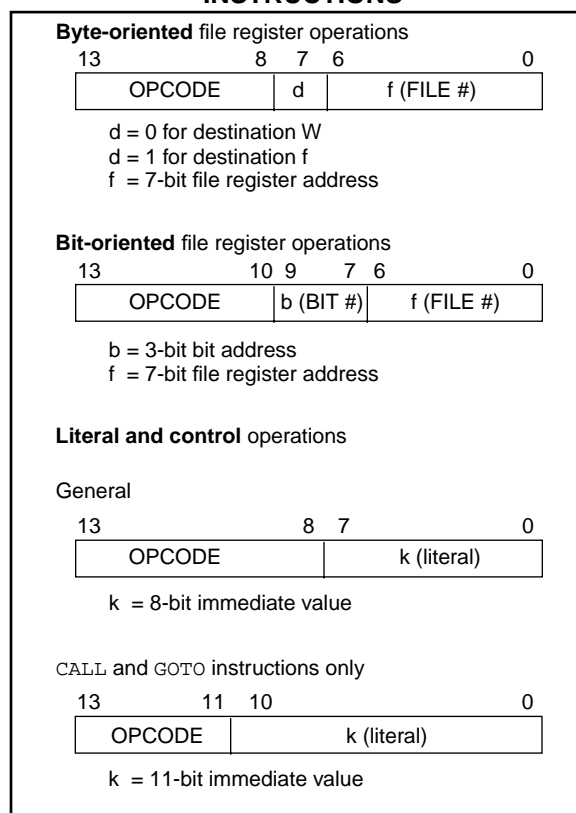 INSTRUCTIONS
Byte-oriented file register operations
13 8 7 6 0
OPCODE d f (FILE #)
d = 0 for destination W
d = 1 for destination f
f = 7-bit file register address
Bit-oriented file register operations
13 10 9 7 6 0
OPCODE b (BIT #) f (FILE #)
b = 3-bit bit address
f = 7-bit file register address
Literal and control operations
General
13 8 7 0
OPCODE k (literal)
k = 8-bit immediate value
CALL and GOTO instructions only
13 11 10 0
OPCODE k (literal)
k = 11-bit immediate value